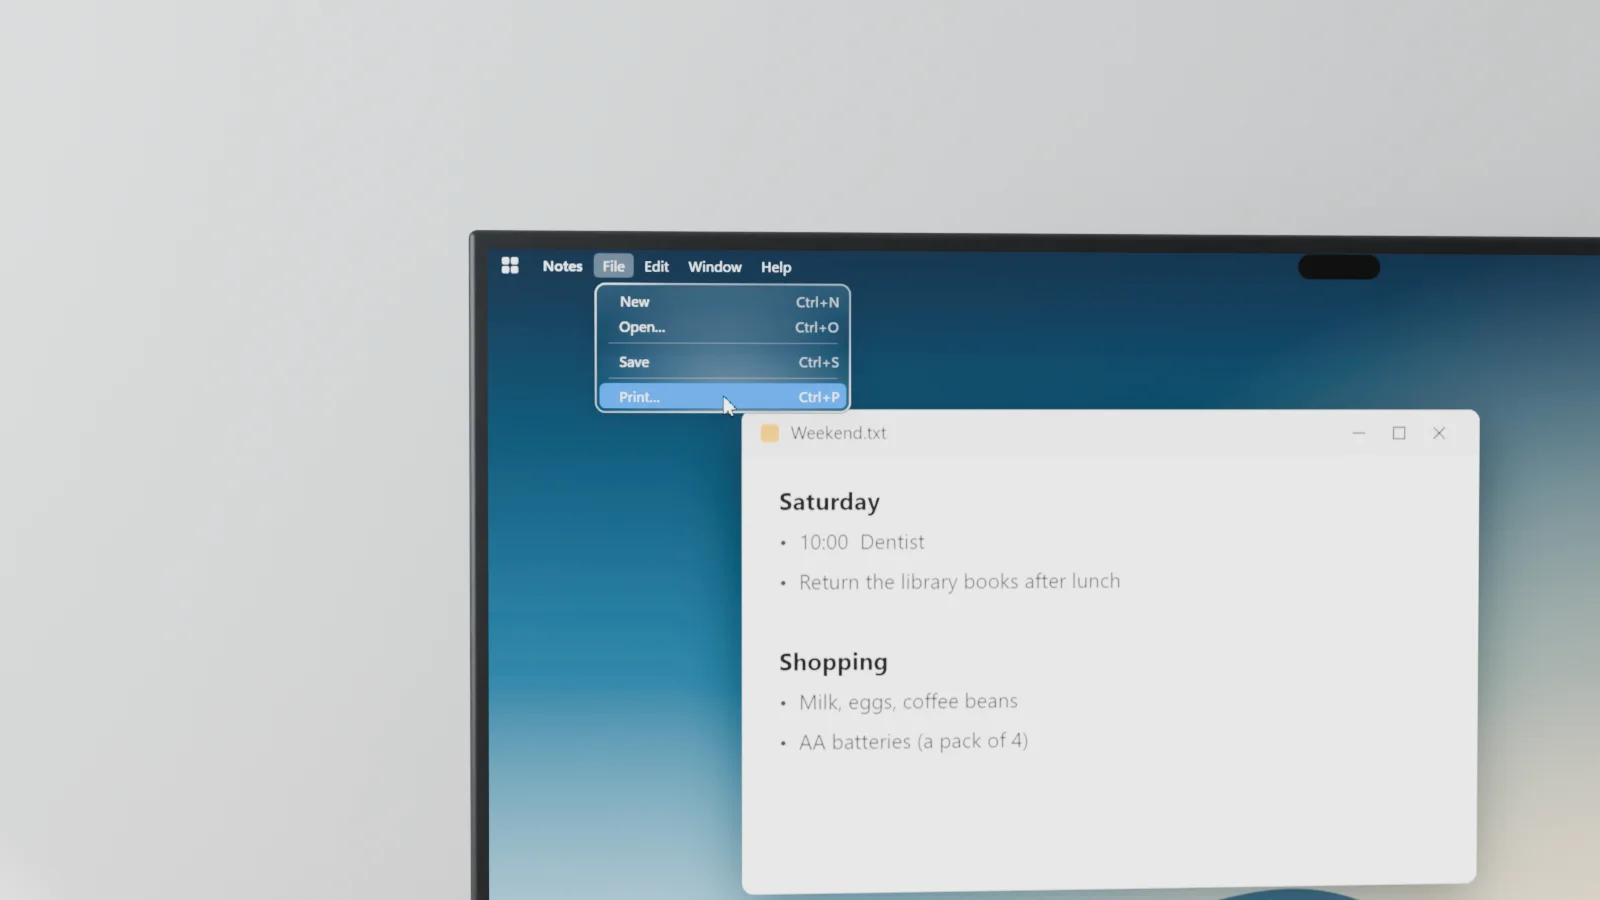 Notes File Edit Window Help
New Ctrl+N
Open... Ctrl+O
Save Ctrl+S
Print... Ctrl+P
Weekend.txt
Saturday
• 10:00 Dentist
• Return the library books after lunch
Shopping
• Milk, eggs, coffee beans
• AA batteries (a pack of 4)